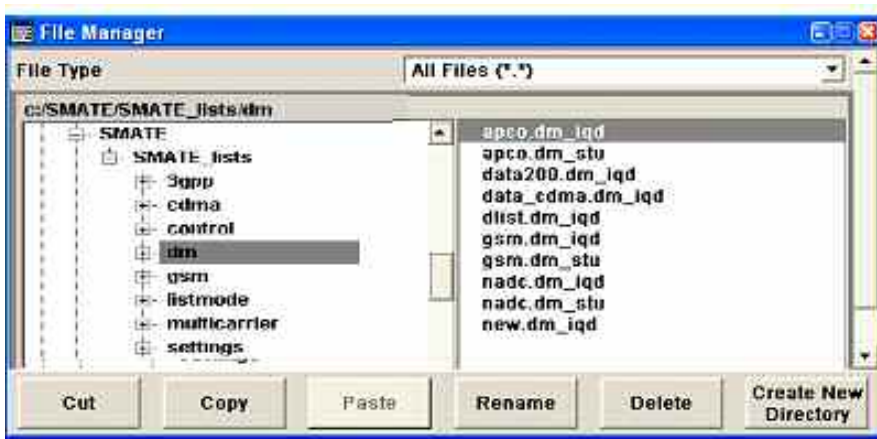 File Manager
File Type
All Files (*.*)
c:/SMATE/SMATE_lists/dm
SMATE
SMATE_lists
3gpp
cdma
control
dm
gsm
listmode
multicarrier
settings
apco.dm_iqd
apco.dm_stu
data200.dm_iqd
data_cdma.dm_iqd
dlist.dm_iqd
gsm.dm_iqd
gsm.dm_stu
nadc.dm_iqd
nadc.dm_stu
new.dm_iqd
Cut
Copy
Paste
Rename
Delete
Create New
Directory